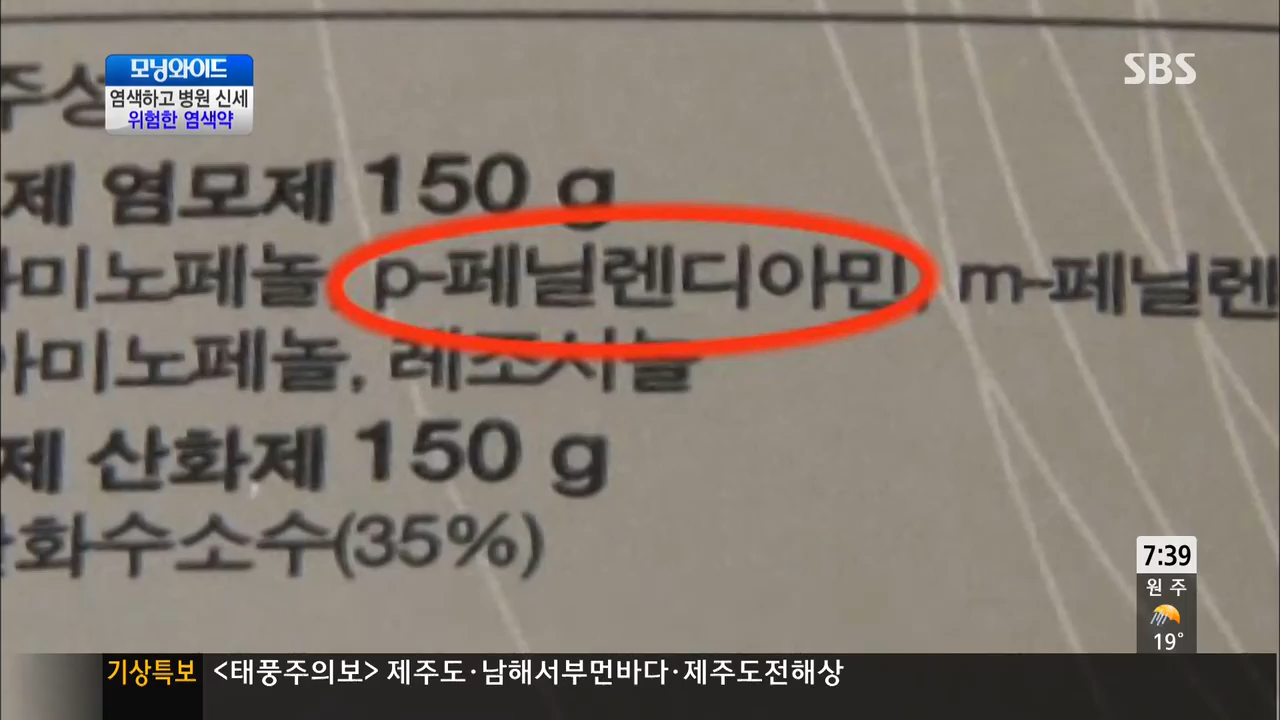 모닝와이드
염색하고 병원 신세
위험한 염색약
SBS
주성
제 염모제 150 g
미노페놀, p-페닐렌디아민, m-페닐렌
아미노페놀, 레조시놀
제 산화제 150 g
화수소수(35%)
7:39
원 주
19°
기상특보 <태풍주의보> 제주도·남해서부먼바다·제주도전해상